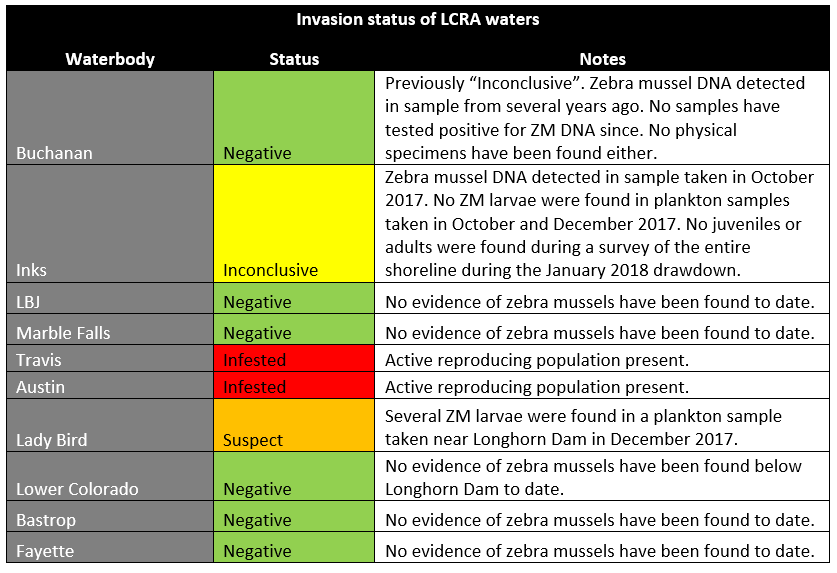 Invasion status of LCRA waters
Waterbody Status Notes
Previously “Inconclusive”. Zebra mussel DNA detected
in sample from several years ago. No samples have
tested positive for ZM DNA since. No physical
Buchanan Negative specimens have been found either.
Zebra mussel DNA detected in sample taken in October
2017. No ZM larvae were found in plankton samples
taken in October and December 2017. No juveniles or
adults were found during a survey of the entire
Inks Inconclusive shoreline during the January 2018 drawdown.
LBJ Negative No evidence of zebra mussels have been found to date.
Marble Falls Negative No evidence of zebra mussels have been found to date.
Travis Infested Active reproducing population present.
Austin Infested Active reproducing population present.
Several ZM larvae were found in a plankton sample
Lady Bird Suspect taken near Longhorn Dam in December 2017.
No evidence of zebra mussels have been found below
Lower Colorado Negative Longhorn Dam to date.
Bastrop Negative No evidence of zebra mussels have been found to date.
Fayette Negative No evidence of zebra mussels have been found to date.